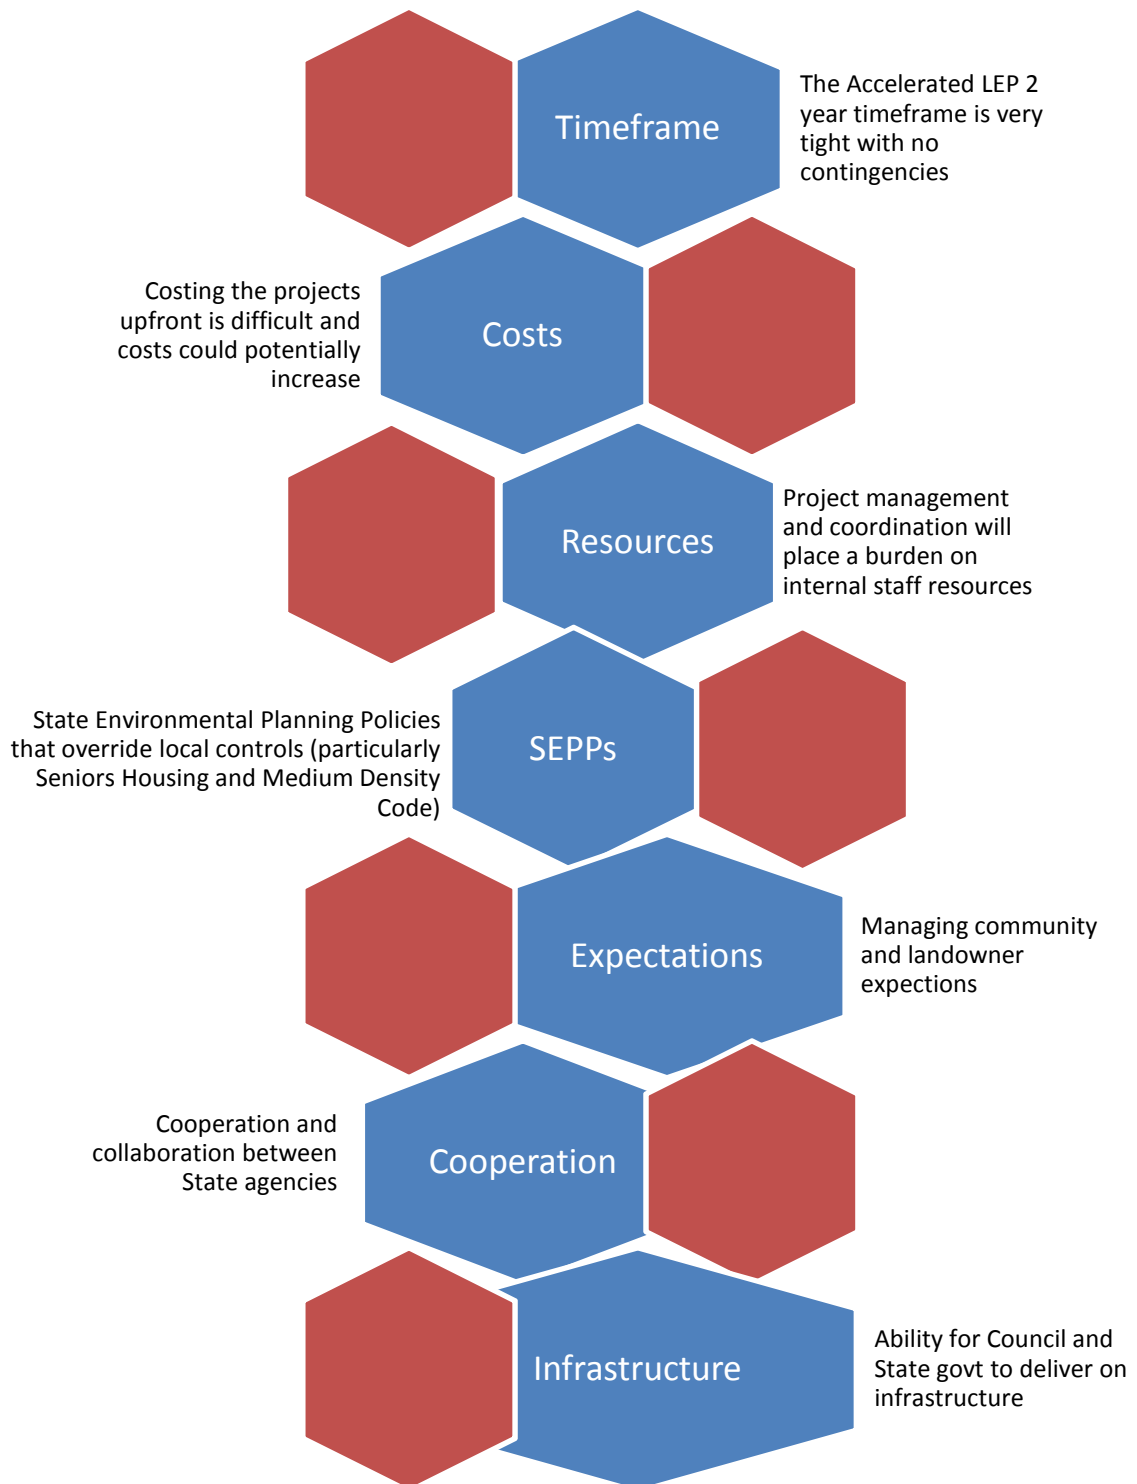 Timeframe
The Accelerated LEP 2
year timeframe is very
tight with no
contingencies
Costing the projects
upfront is difficult and
costs could potentially
increase
Costs
Resources
Project management
and coordination will
place a burden on
internal staff resources
State Environmental Planning Policies
that override local controls (particularly
Seniors Housing and Medium Density
Code)
SEPPs
Expectations
Managing community
and landowner
expections
Cooperation and
collaboration between
State agencies
Cooperation
Infrastructure
Ability for Council and
State govt to deliver on
infrastructure